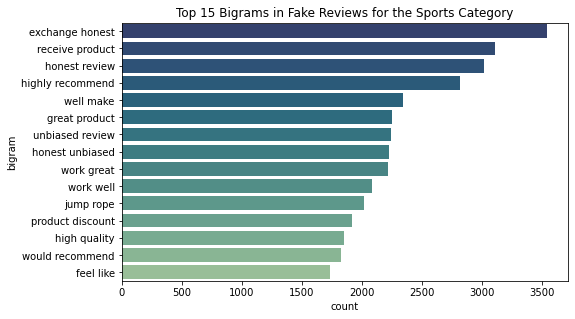 Top 15 Bigrams in Fake Reviews for the Sports Category
bigram
exchange honest
receive product
honest review
highly recommend
well make
great product
unbiased review
honest unbiased
work great
work well
jump rope
product discount
high quality
would recommend
feel like
0 500 1000 1500 2000 2500 3000 3500
count